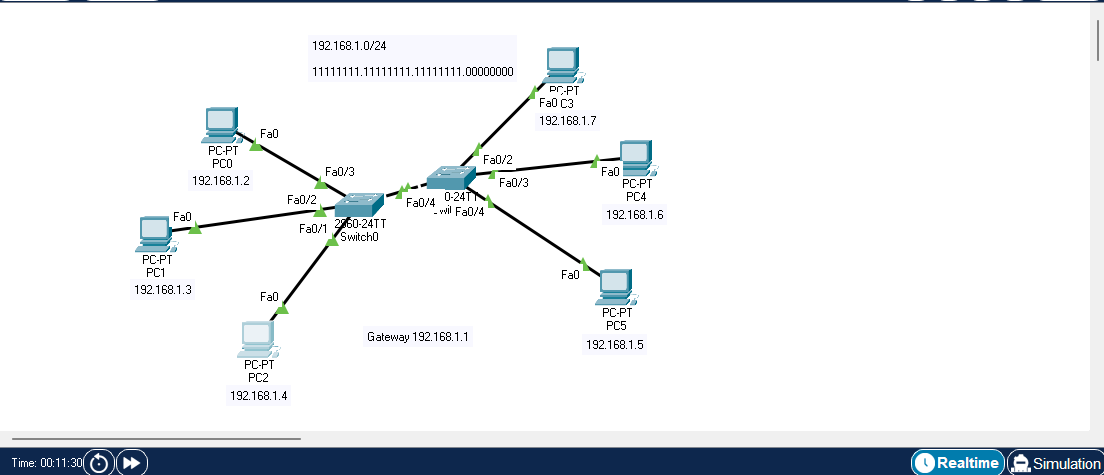 192.168.1.0/24
11111111.11111111.11111111.00000000
PC-PT
Fa0 C3
192.168.1.7
Fa0
PC-PT
PC0
192.168.1.2
Fa0/3
Fa0/2
Fa0/3
Fa0
PC-PT
PC4
192.168.1.6
Fa0/2
Fa0/1
Fa0/4
0-24TT
Fa0/4
2960-24TT
Switch0
Fa0
PC-PT
PC1
192.168.1.3
Fa0
PC-PT
PC5
192.168.1.5
Fa0
PC-PT
PC2
192.168.1.4
Gateway 192.168.1.1
Time: 00:11:30
Realtime
Simulation